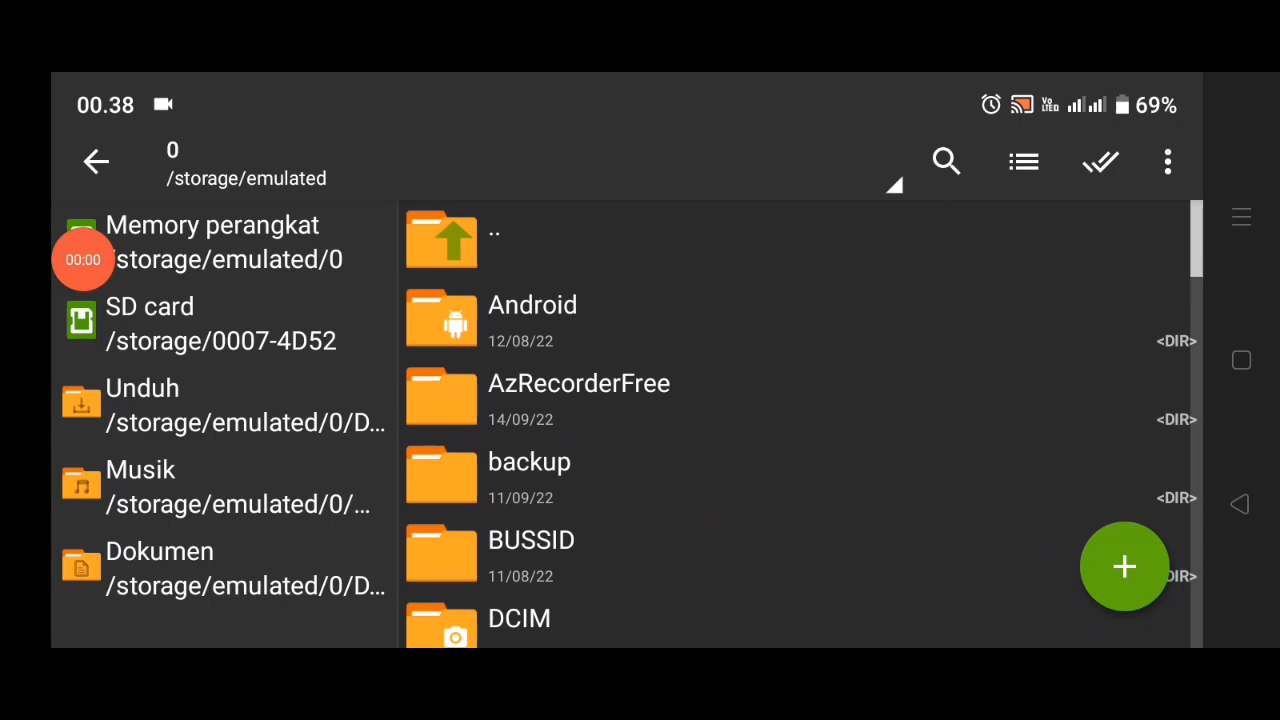 00.38
Vo LTED
69%
0
/storage/emulated
Memory perangkat
/storage/emulated/0
00:00
SD card
/storage/0007-4D52
Unduh
/storage/emulated/0/D...
Musik
/storage/emulated/0/...
Dokumen
/storage/emulated/0/D...
..
Android
12/08/22
<DIR>
AzRecorderFree
14/09/22
<DIR>
backup
11/09/22
<DIR>
BUSSID
11/08/22
DIR>
DCIM